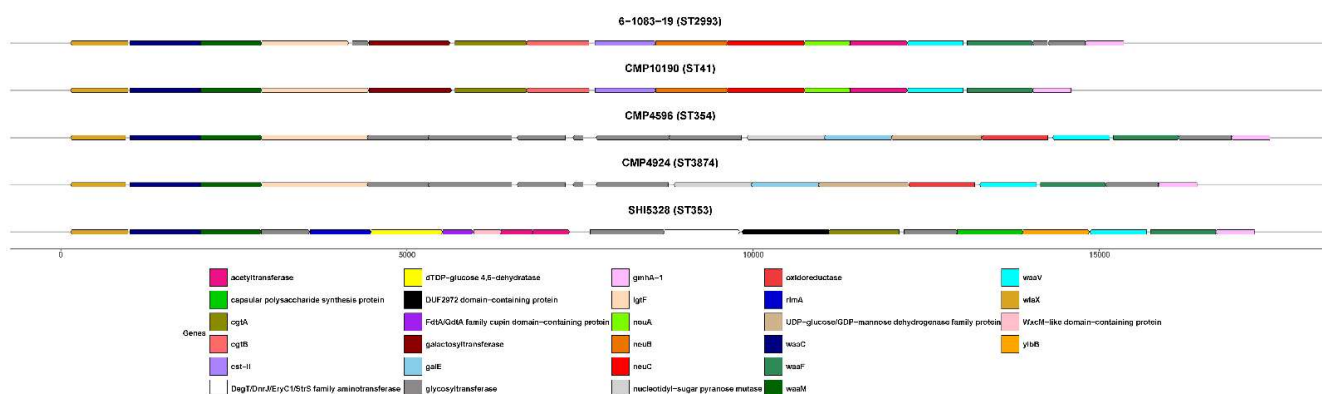 6-1083-19 (ST2993)
CMP10190 (ST41)
CMP4596 (ST354)
CMP4924 (ST3874)
SHI5328 (ST353)
0 5000 10000 15000
acetyltransferase dTDP-glucose 4,6-dehydratase gmhA-1 oxidoreductase waaV
capsular polysaccharide synthesis protein DUF2972 domain-containing protein lgtF rlmA wlaX
Genes cgtA FdtA/QdtA family cupin domain-containing protein neuA UDP-glucose/GDP-mannose dehydrogenase family protein WxcM-like domain-containing protein
cgtB galactosyltransferase neuB waaC yibB
cst-II galE neuC waaF
DegT/DnrJ/EryC1/StrS family aminotransferase glycosyltransferase nucleotidyl-sugar pyranose mutase waaM